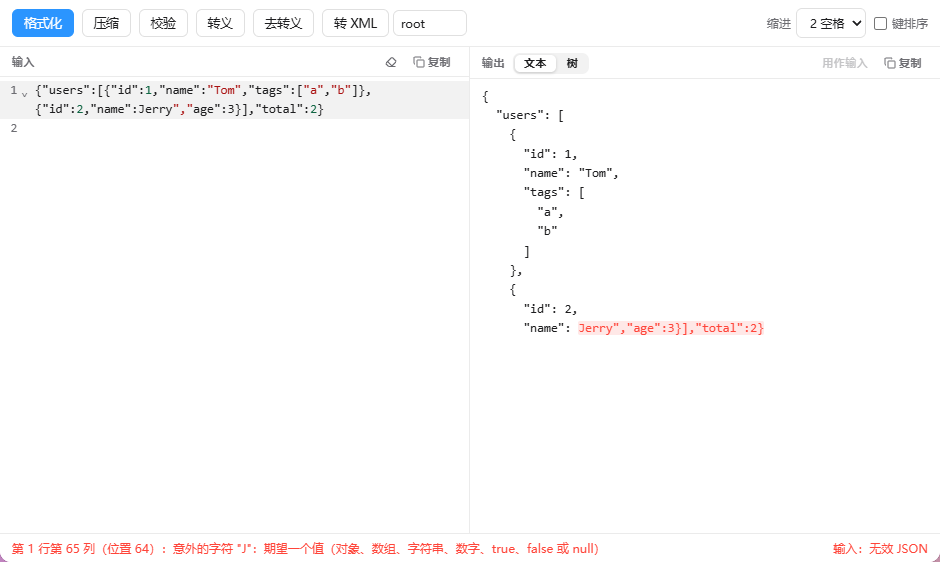 格式化 压缩 校验 转义 去转义 转 XML root 缩进 2 空格 键排序
输入 复制 输出 文本 树 用作输入 复制
1 {"users":[{"id":1,"name":"Tom","tags":["a","b"]},
{"id":2,"name":Jerry","age":3}],"total":2}
2
{
  "users": [
    {
      "id": 1,
      "name": "Tom",
      "tags": [
        "a",
        "b"
      ]
    },
    {
      "id": 2,
      "name": Jerry","age":3}],"total":2}
第 1 行第 65 列（位置 64）：意外的字符 "J"；期望一个值（对象、数组、字符串、数字、true、false 或 null） 输入：无效 JSON